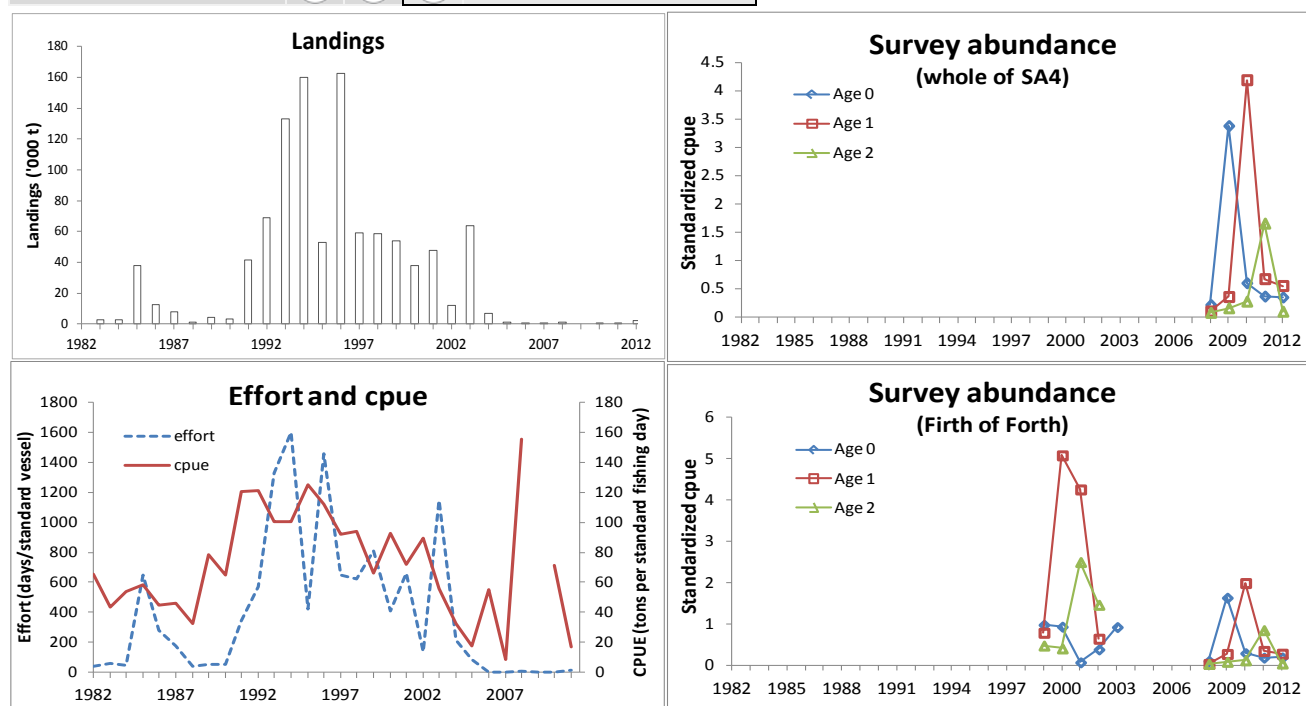 Landings
Landings ('000 t)
180
160
140
120
100
80
60
40
20
0
1982 1987 1992 1997 2002 2007 2012
Survey abundance
(whole of SA4)
Standardized cpue
4.5
4
3.5
3
2.5
2
1.5
1
0.5
0
Age 0
Age 1
Age 2
1982 1985 1988 1991 1994 1997 2000 2003 2006 2009 2012
Effort and cpue
Effort (days/standard vessel)
1800
1600
1400
1200
1000
800
600
400
200
0
effort
cpue
180
160
140
120
100
80
60
40
20
0
CPUE (tons per standard fishing day)
1982 1987 1992 1997 2002 2007
Survey abundance
(Firth of Forth)
Standardized cpue
6
5
4
3
2
1
0
Age 0
Age 1
Age 2
1982 1985 1988 1991 1994 1997 2000 2003 2006 2009 2012